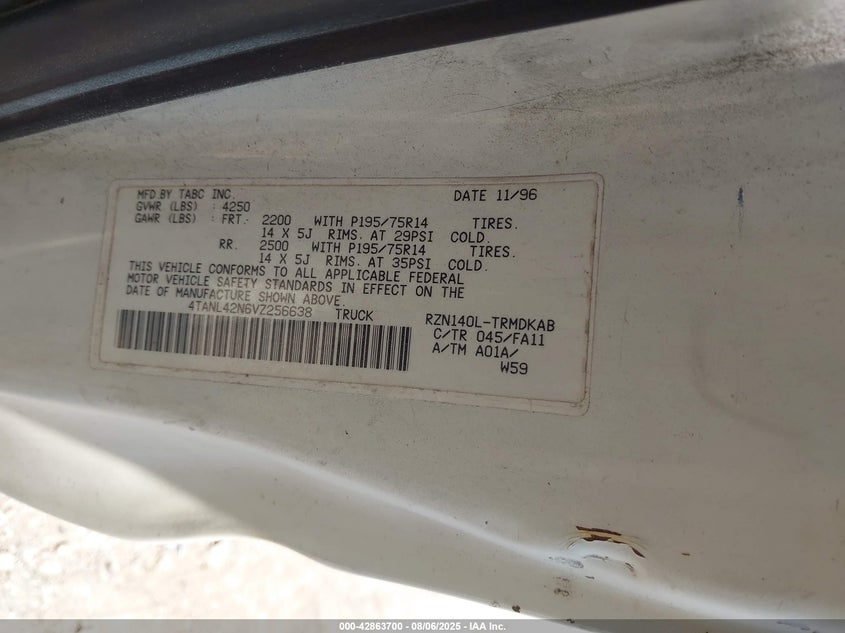 MFD.BY TABC INC. DATE 11/96
GVWR (LBS) : 4250
GAWR (LBS) : FRT. 2200 WITH P195/75R14 TIRES.
14 X 5J RIMS. AT 29PSI COLD.
RR. 2500 WITH P195/75R14 TIRES.
14 X 5J RIMS. AT 35PSI COLD.
THIS VEHICLE CONFORMS TO ALL APPLICABLE FEDERAL
MOTOR VEHICLE SAFETY STANDARDS IN EFFECT ON THE
DATE OF MANUFACTURE SHOWN ABOVE.
4TANL42N6VZ256638 TRUCK RZN140L-TRMDKAB
C/TR 045/FA11
A/TM A01A/
W59
000-42863700 - 08/06/2025 - IAA Inc.